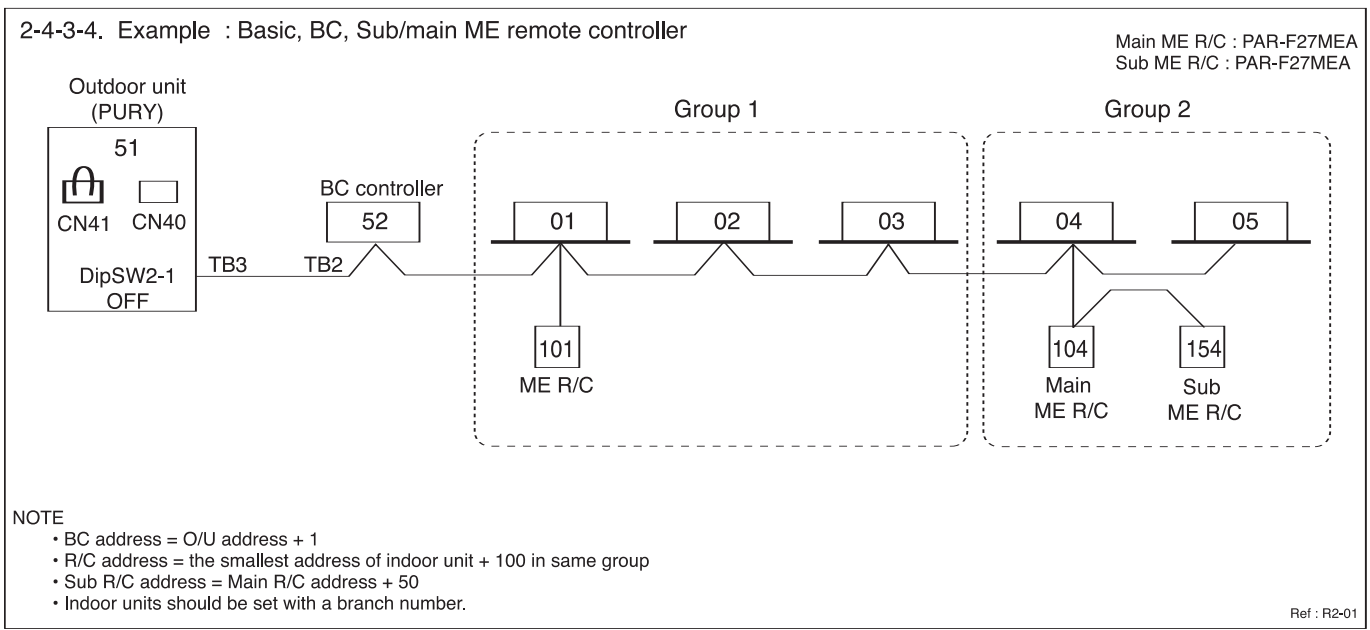 2-4-3-4. Example : Basic, BC, Sub/main ME remote controller
Main ME R/C : PAR-F27MEA
Sub ME R/C : PAR-F27MEA
Outdoor unit
(PURY)
51
CN41 CN40
DipSW2-1
OFF
TB3 TB2
BC controller
52
Group 1
01 02 03
101
ME R/C
Group 2
04 05
104 154
Main
ME R/C
Sub
ME R/C
NOTE
• BC address = O/U address + 1
• R/C address = the smallest address of indoor unit + 100 in same group
• Sub R/C address = Main R/C address + 50
• Indoor units should be set with a branch number.
Ref : R2-01